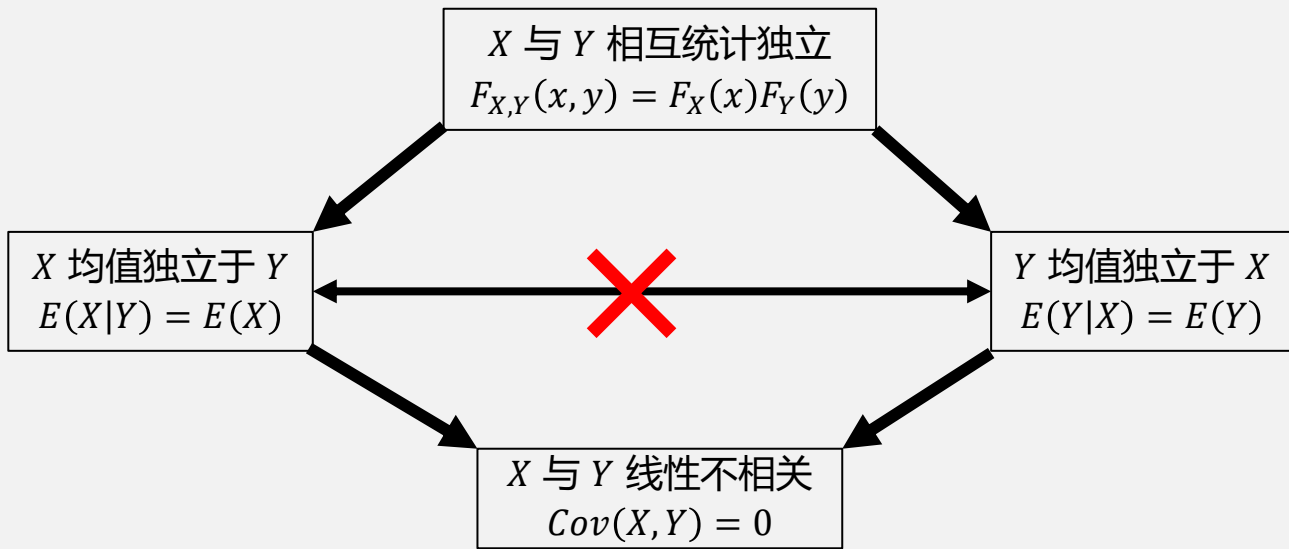 X 与 Y 相互统计独立
F_{X,Y}(x, y) = F_X(x)F_Y(y)
X 均值独立于 Y
E(X|Y) = E(X)
Y 均值独立于 X
E(Y|X) = E(Y)
X 与 Y 线性不相关
Cov(X, Y) = 0